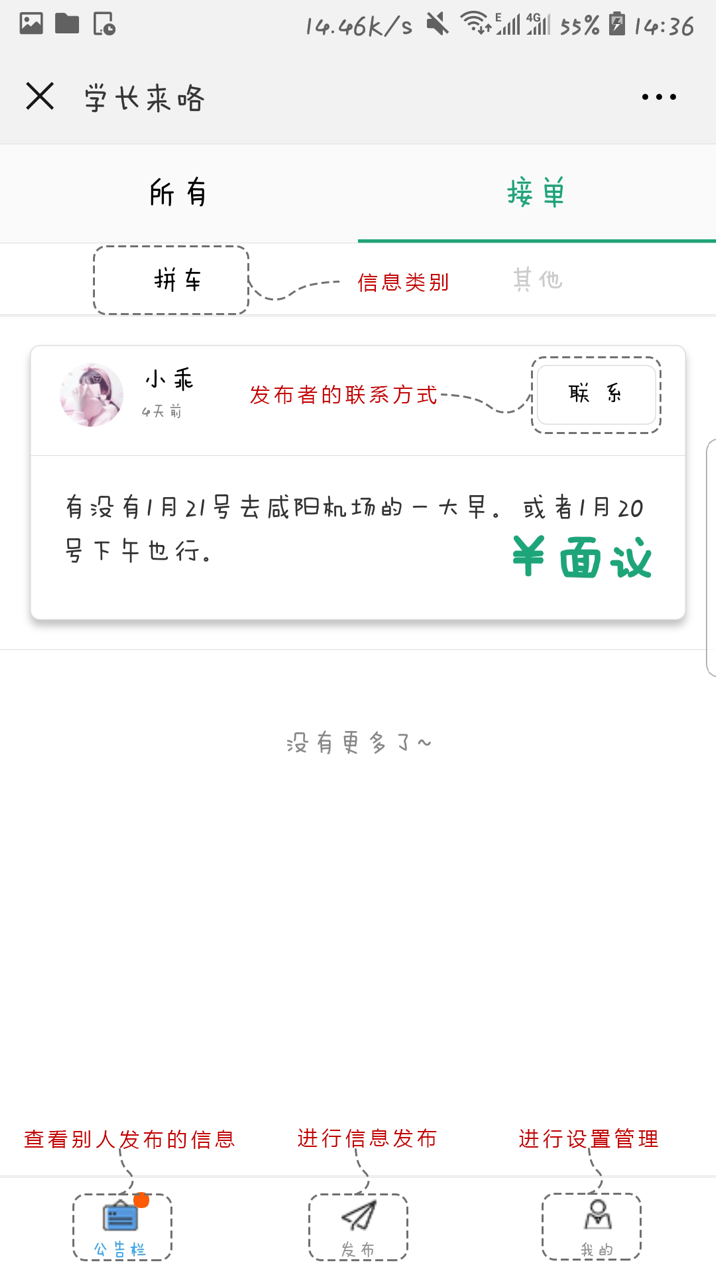 14.46K/s E 4G 55% 14:36
学长来咯
所有 接单
拼车 信息类别 其他
小乖 发布者的联系方式 联系
4天前
有没有1月21号去咸阳机场的一大早。或者1月20
号下午也行。
¥面议
没有更多了~
查看别人发布的信息 进行信息发布 进行设置管理
公告栏 发布 我的